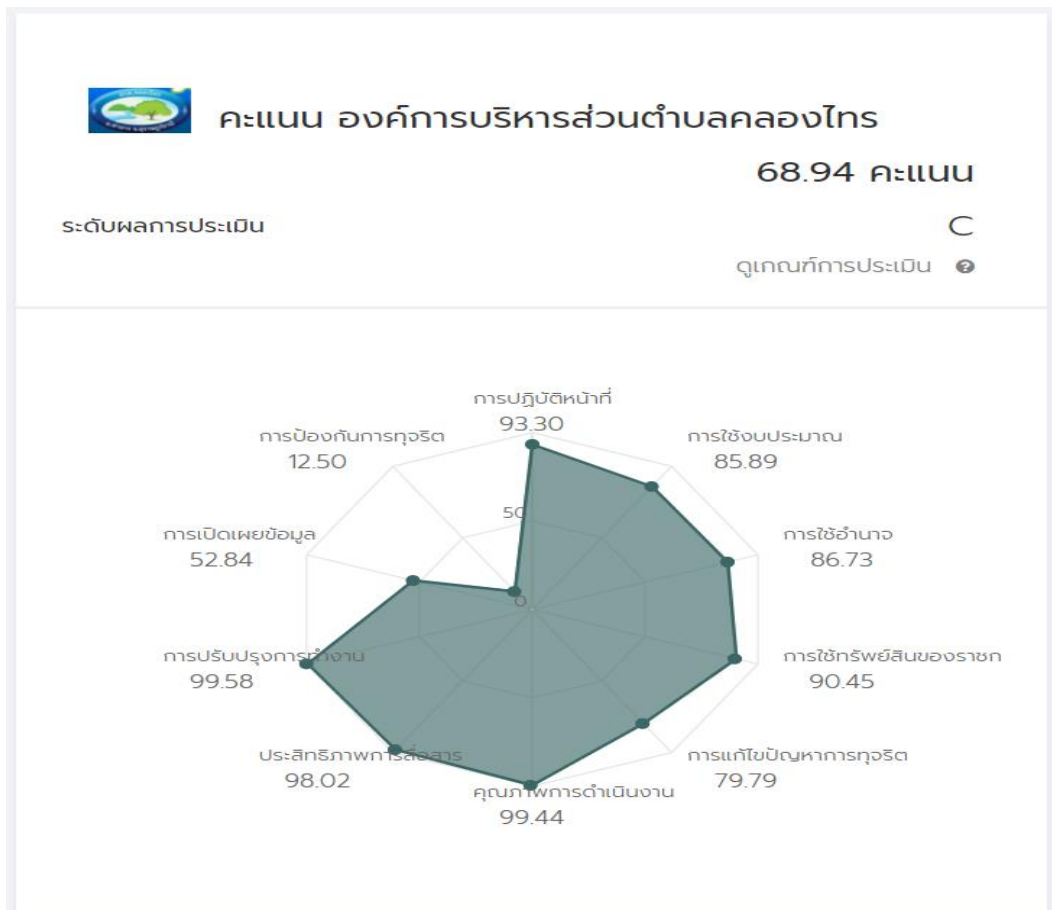 คะแนน องค์การบริหารส่วนตำบลคลองไทร
68.94 คะแนน
ระดับผลการประเมิน
C
ดูเกณฑ์การประเมิน
การปฏิบัติหน้าที่
93.30
การใช้งบประมาณ
85.89
การใช้อำนาจ
86.73
การใช้ทรัพย์สินของราชก
90.45
การแก้ไขปัญหาการทุจริต
79.79
คุณภาพการดำเนินงาน
99.44
ประสิทธิภาพการสื่อสาร
98.02
การปรับปรุงการทำงาน
99.58
การเปิดเผยข้อมูล
52.84
การป้องกันการทุจริต
12.50
50
0